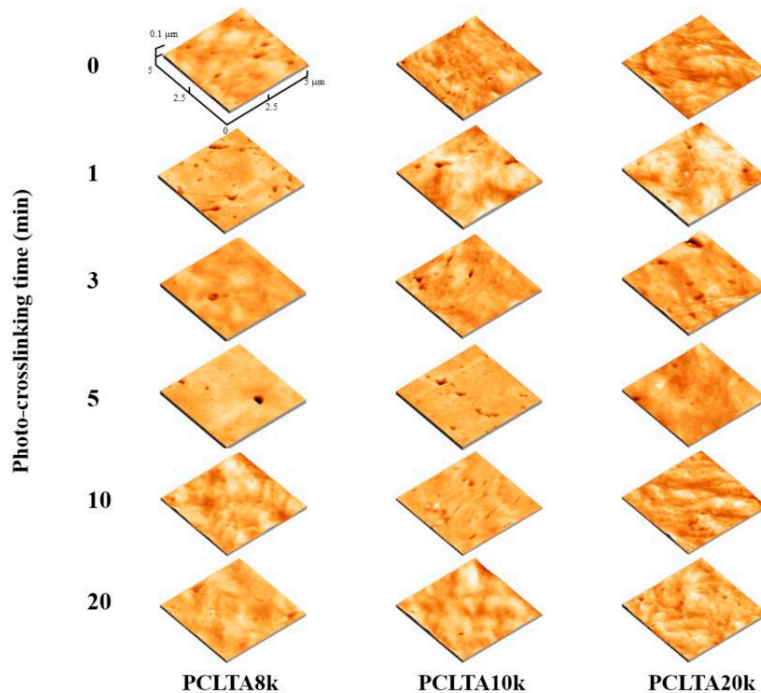 0.1 μm
0
5
5 μm
2.5
2.5
0
1
3
5
10
20
Photo-crosslinking time (min)
PCLTA8k PCLTA10k PCLTA20k